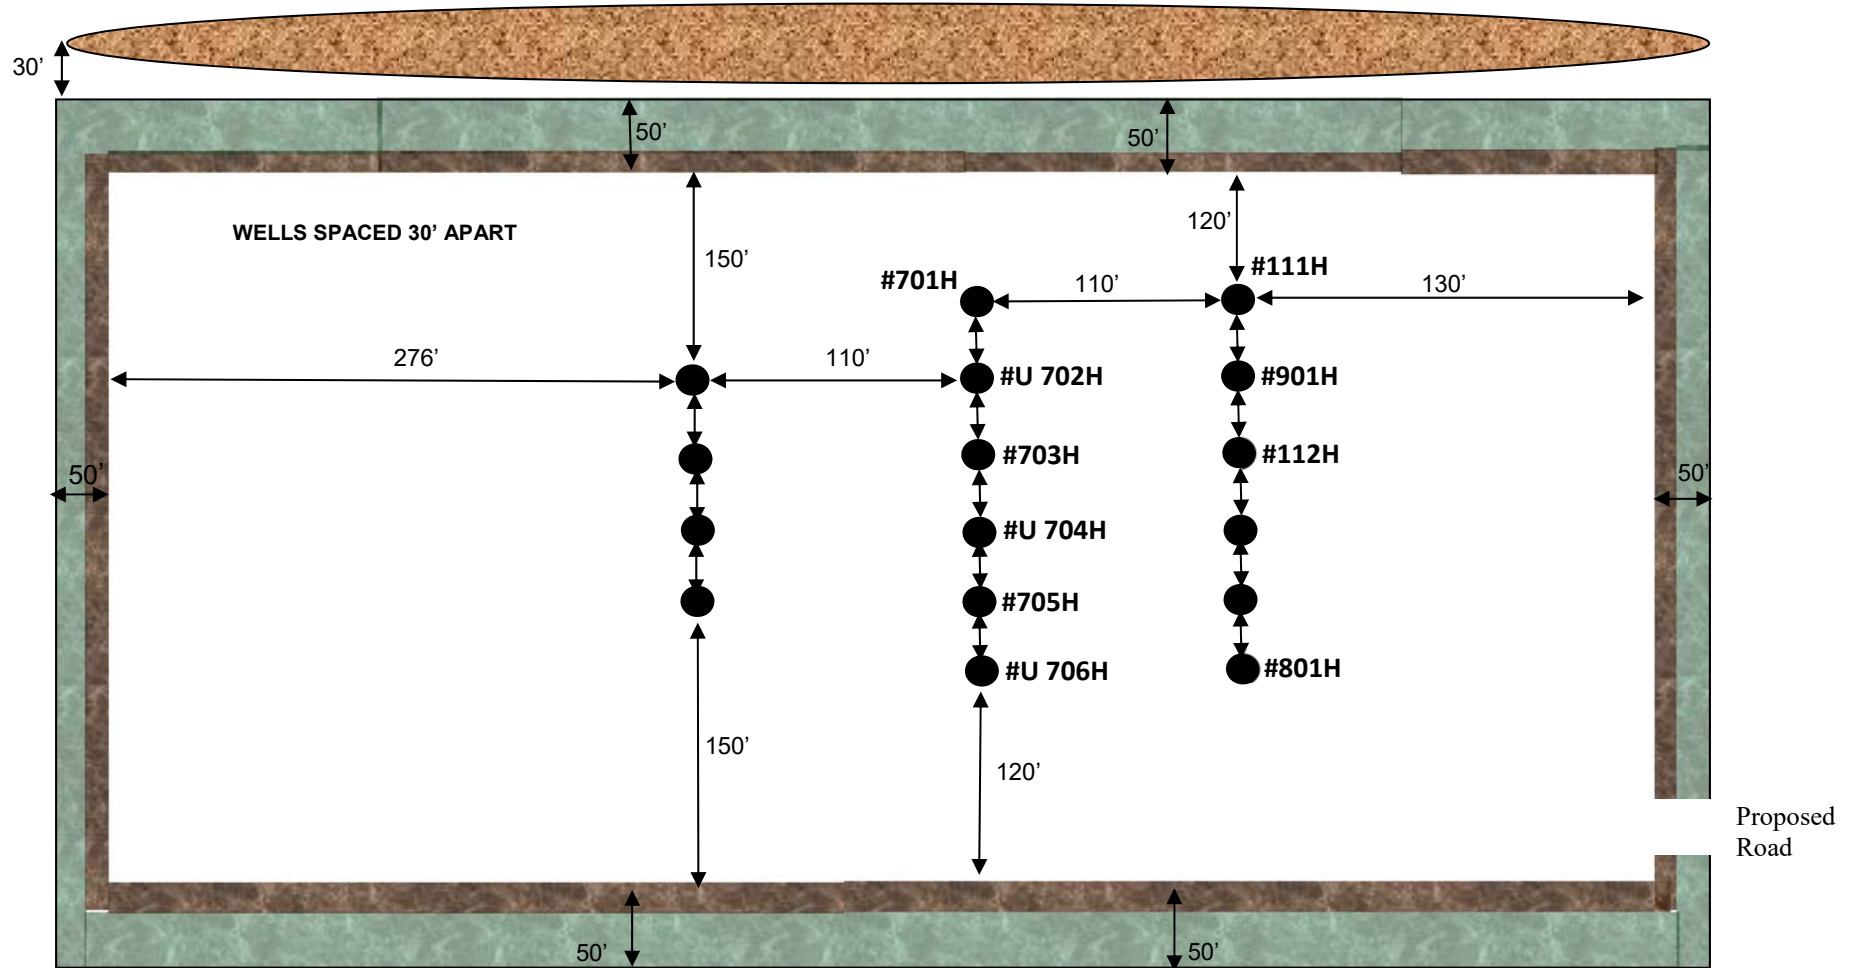 30’
50’
50’
WELLS SPACED 30’ APART
120’
150’
#111H
#701H
110’
130’
276’
110’
#U 702H
#901H
#703H
#112H
50’
50’
#U 704H
#705H
#U 706H
#801H
150’
120’
Proposed
Road
50’
50’